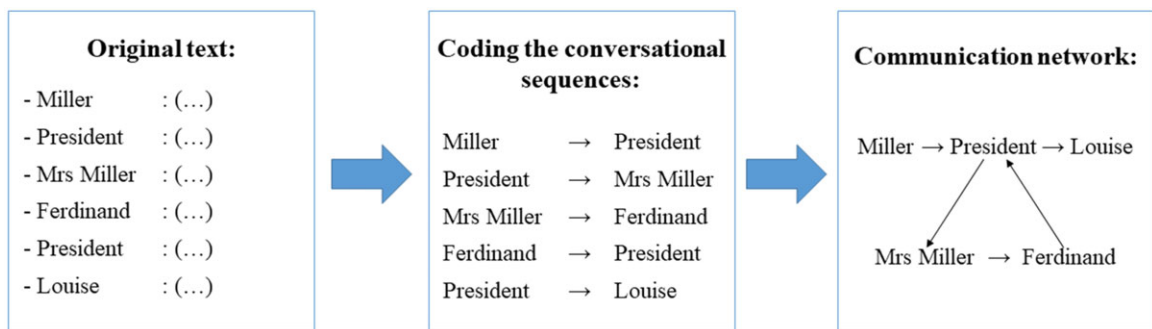 Original text:
- Miller : (…)
- President : (…)
- Mrs Miller : (…)
- Ferdinand : (…)
- President : (…)
- Louise : (…)
Coding the conversational
sequences:
Miller → President
President → Mrs Miller
Mrs Miller → Ferdinand
Ferdinand → President
President → Louise
Communication network:
Miller → President → Louise
Mrs Miller → Ferdinand